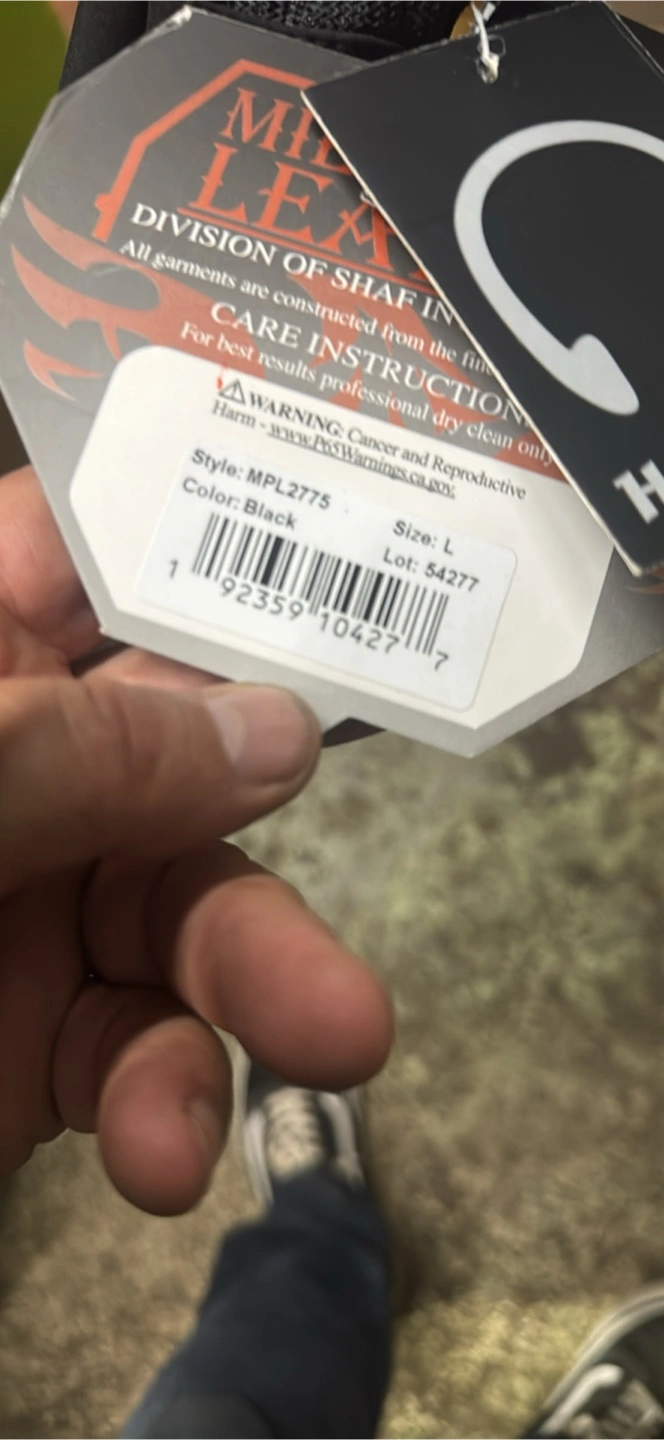 LEA
DIVISION OF SHAF IN
All garments are constructed from the
CARE INSTRUCTION
For best results professional dry clean only
⚠WARNING: Cancer and Reproductive
Harm - www.P65Warnings.ca.gov.
Style: MPL2775 Size: L
Color: Black Lot: 54277
1 92359 10427 7
H